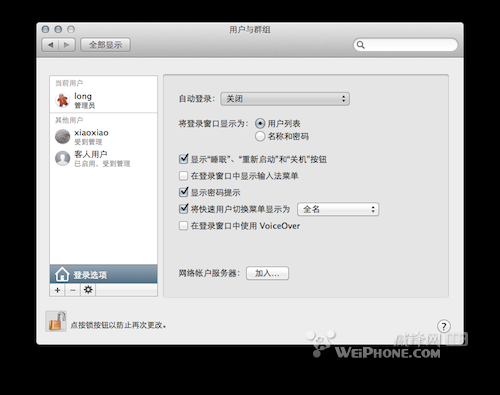 用户与群组
全部显示
当前用户
long
管理员
其他用户
xiaoxiao
受到管理
客人用户
已启用，受到管理
登录选项
自动登录： 关闭
将登录窗口显示为： 用户列表
名称和密码
显示“睡眠”、“重新启动”和“关机”按钮
在登录窗口中显示输入法菜单
显示密码提示
将快速用户切换菜单显示为 全名
在登录窗口中使用 VoiceOver
网络帐户服务器： 加入...
点按锁按钮以防止再次更改。
?
威锋网
WEIPHONE.COM